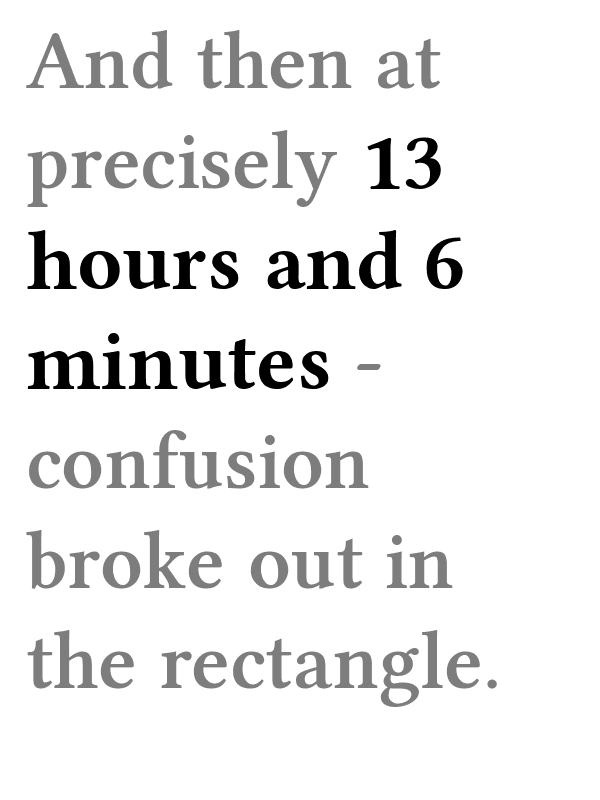 And then at
precisely 13
hours and 6
minutes -
confusion
broke out in
the rectangle.